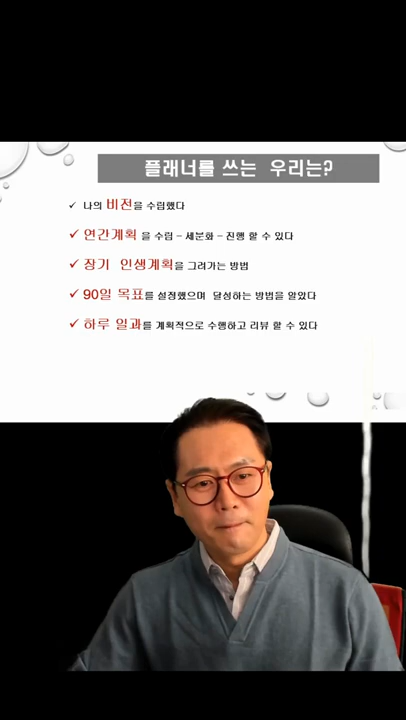 플래너를 쓰는 우리는?
✓ 나의 비전을 수립했다
✓ 연간계획 을 수립 – 세분화 – 진행 할 수 있다
✓ 장기 인생계획을 그려가는 방법
✓ 90일 목표를 설정했으며 달성하는 방법을 알았다
✓ 하루 일과를 계획적으로 수행하고 리뷰 할 수 있다